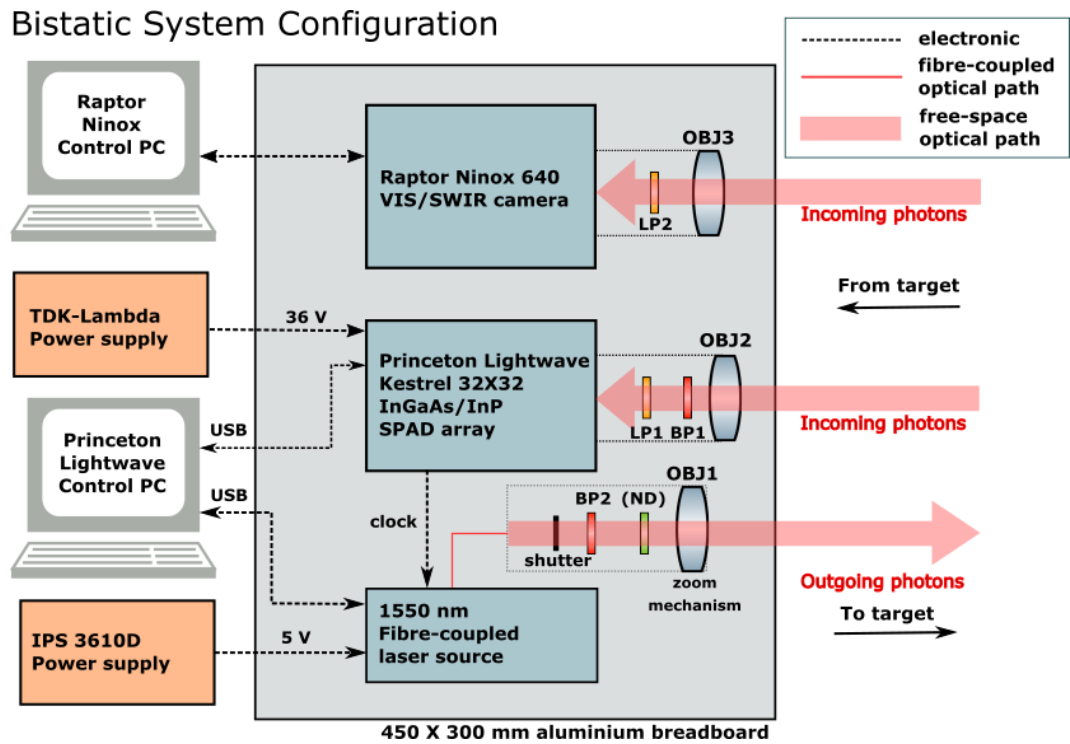 Bistatic System Configuration
electronic
fibre-coupled
optical path
free-space
optical path
Raptor
Ninox
Control PC
Raptor Ninox 640
VIS/SWIR camera
OBJ3
LP2
Incoming photons
From target
TDK-Lambda
Power supply
36 V
Princeton Lightwave
Kestrel 32X32
InGaAs/InP
SPAD array
OBJ2
LP1
BP1
Incoming photons
Princeton
Lightwave
Control PC
USB
USB
clock
OBJ1
BP2
(ND)
shutter
zoom
mechanism
Outgoing photons
To target
IPS 3610D
Power supply
5 V
1550 nm
Fibre-coupled
laser source
450 X 300 mm aluminium breadboard